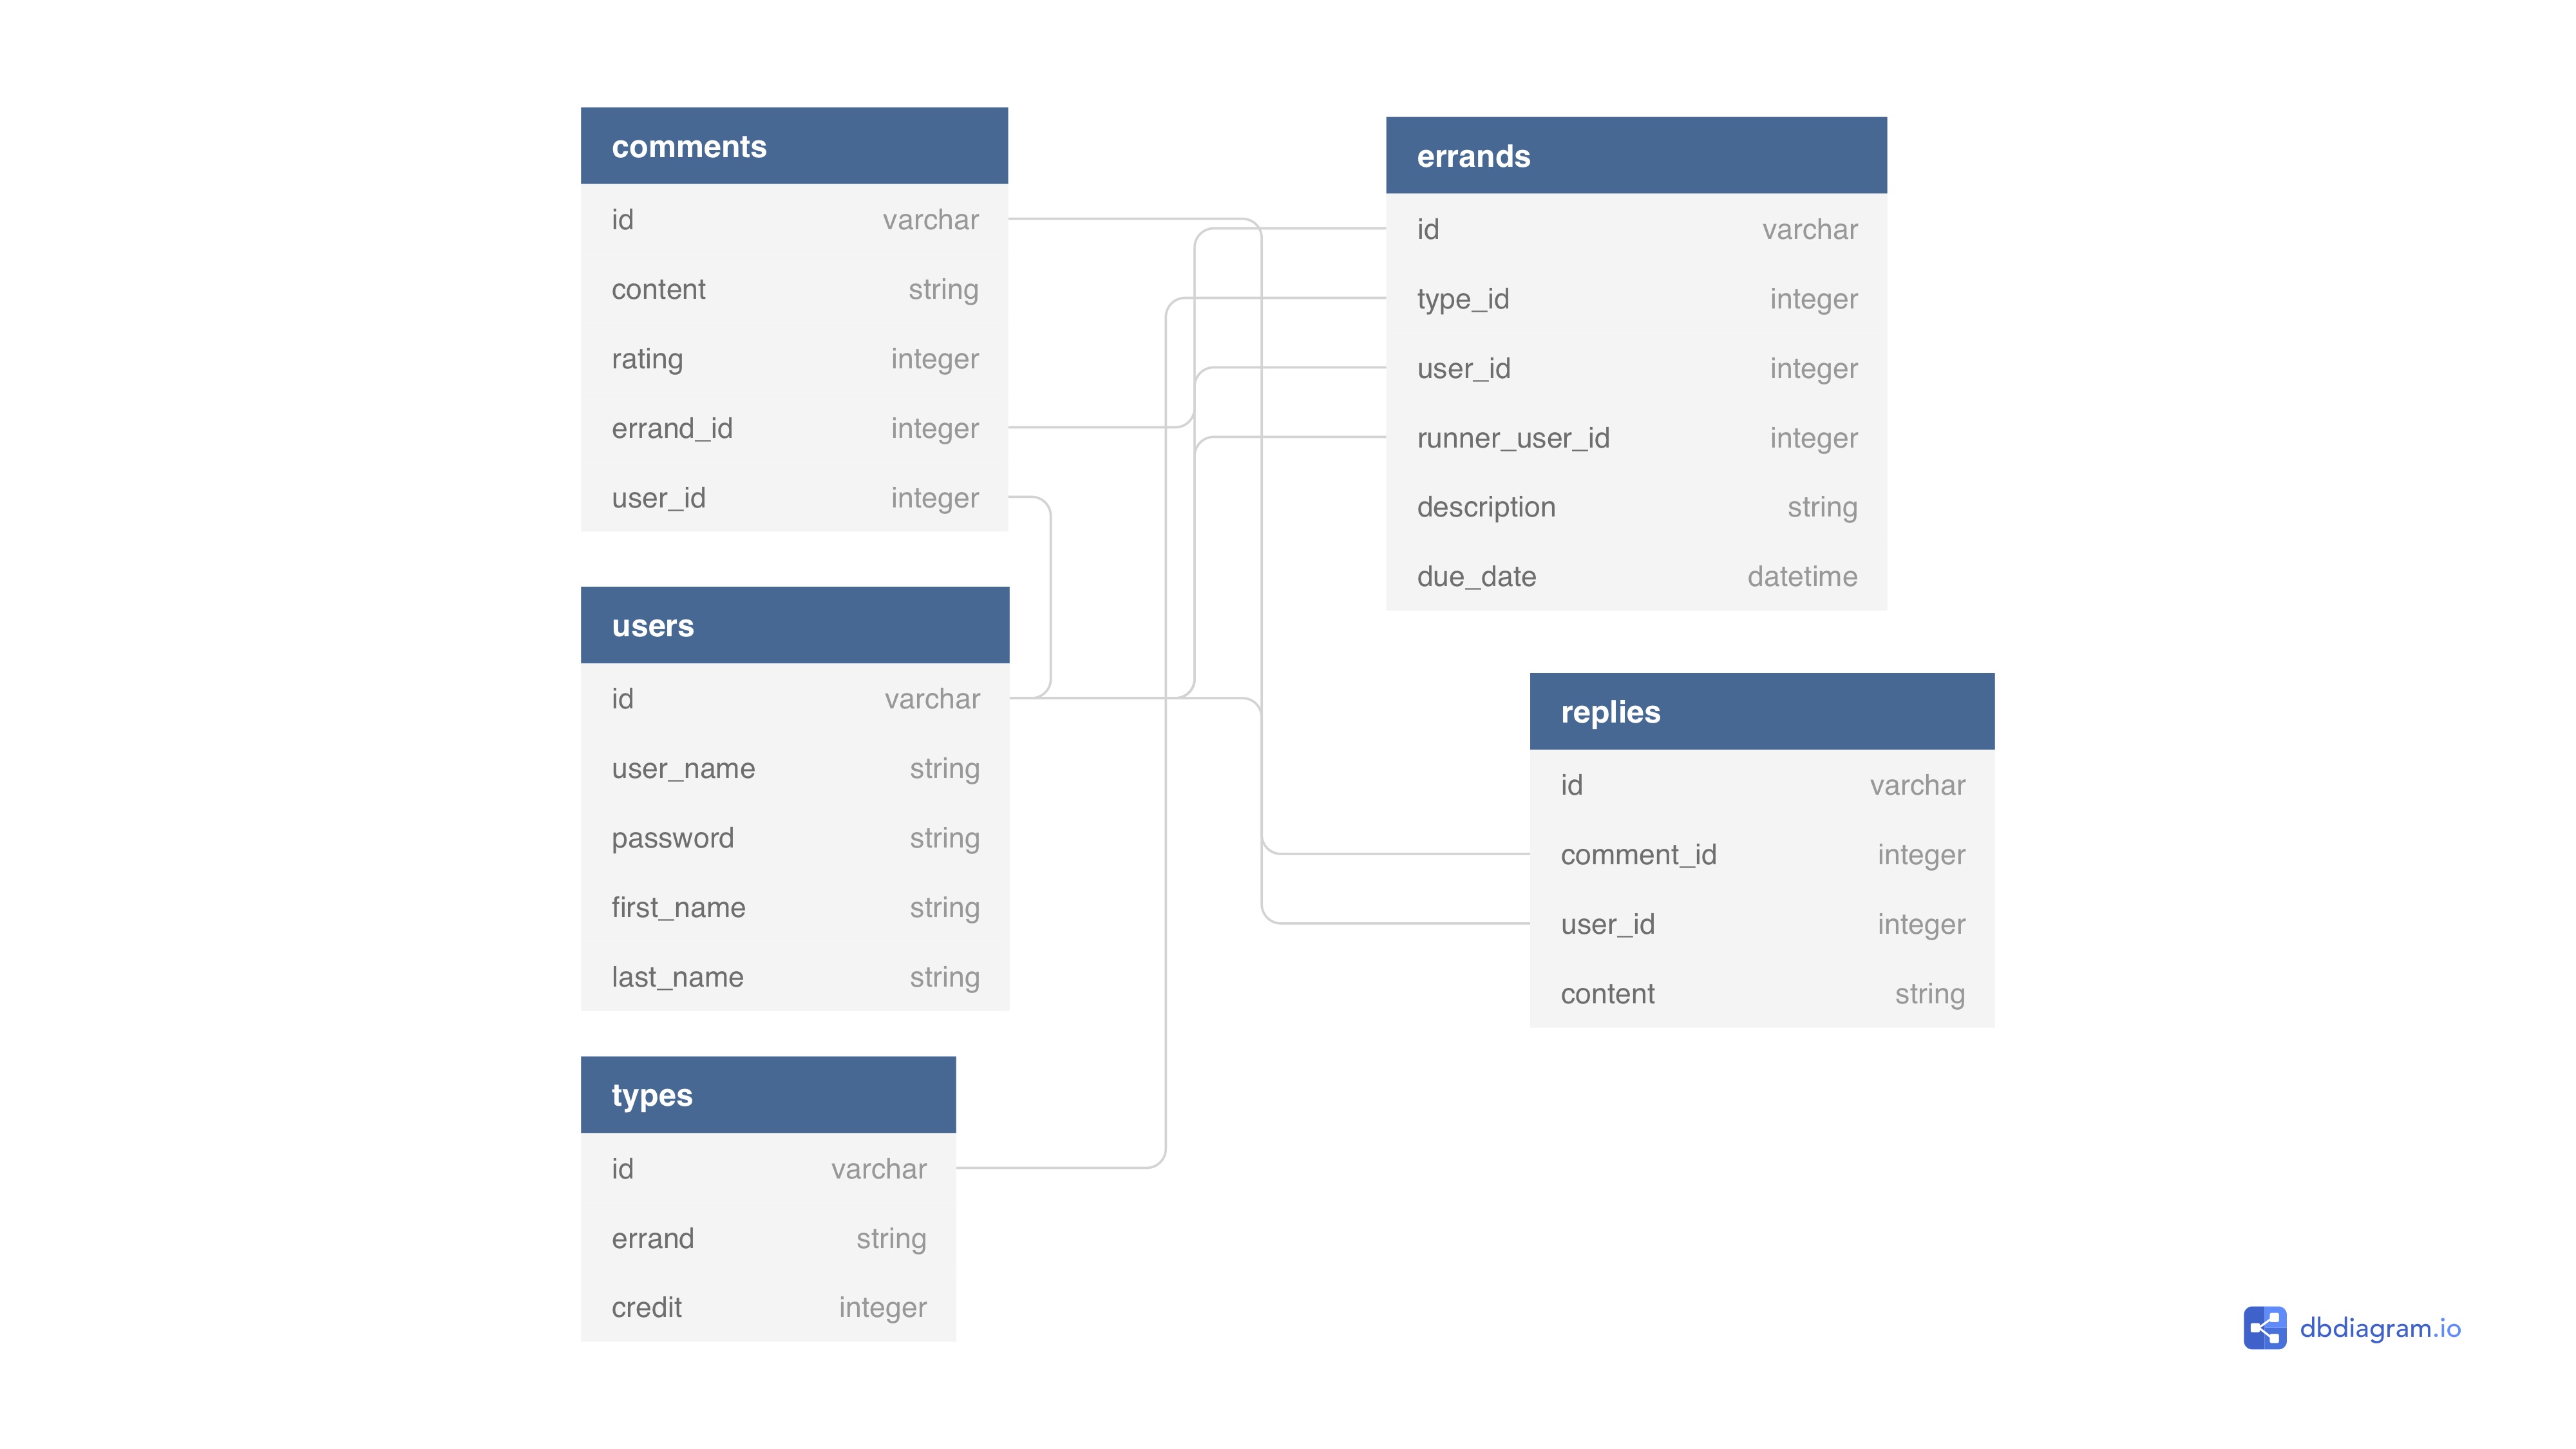 comments
id varchar
content string
rating integer
errand_id integer
user_id integer
users
id varchar
user_name string
password string
first_name string
last_name string
types
id varchar
errand string
credit integer
errands
id varchar
type_id integer
user_id integer
runner_user_id integer
description string
due_date datetime
replies
id varchar
comment_id integer
user_id integer
content string
dbdiagram.io